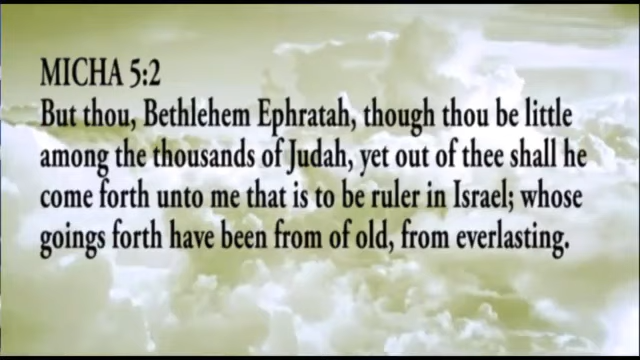 MICHA 5:2
But thou, Bethlehem Ephratah, though thou be little
among the thousands of Judah, yet out of thee shall he
come forth unto me that is to be ruler in Israel; whose
goings forth have been from of old, from everlasting.